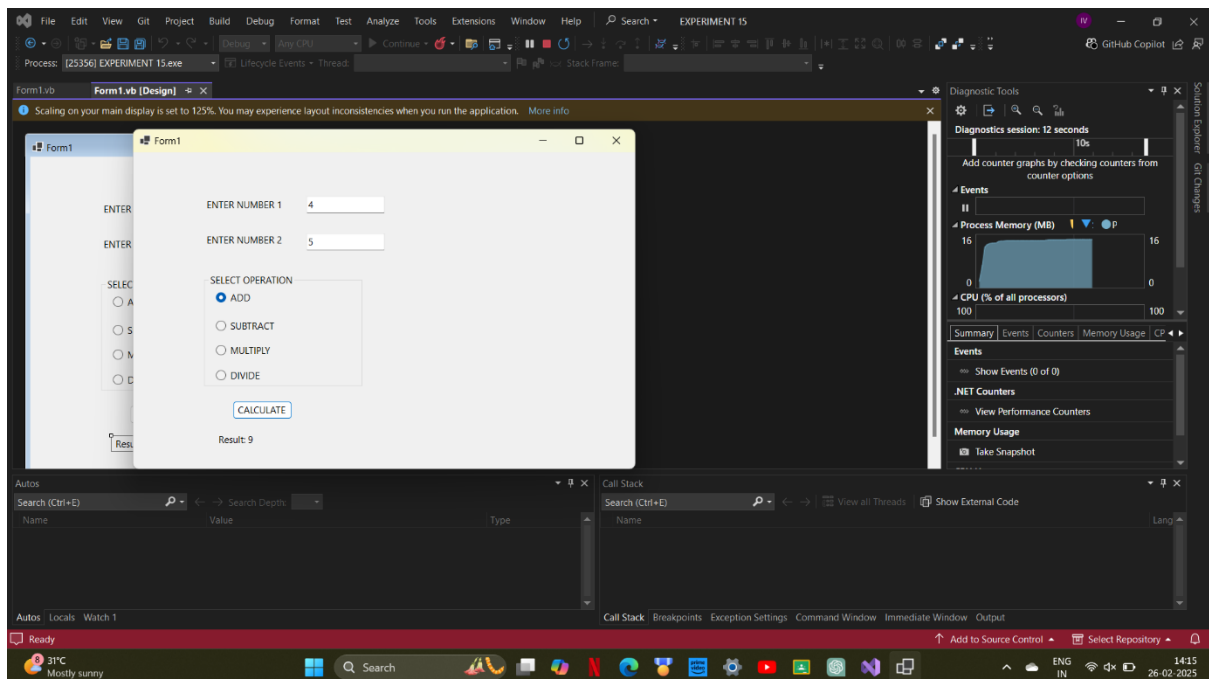 File Edit View Git Project Build Debug Format Test Analyze Tools Extensions Window Help Search EXPERIMENT 15 IV
Debug Any CPU Continue GitHub Copilot
Process: [25356] EXPERIMENT 15.exe Lifecycle Events Thread: Stack Frame:
Form1.vb Form1.vb [Design]
Scaling on your main display is set to 125%. You may experience layout inconsistencies when you run the application. More info
Form1
ENTER
ENTER
SELEC
A
S
M
D
Resu
Form1
ENTER NUMBER 1 4
ENTER NUMBER 2 5
SELECT OPERATION
ADD
SUBTRACT
MULTIPLY
DIVIDE
CALCULATE
Result: 9
Diagnostic Tools
Diagnostics session: 12 seconds
10s
Add counter graphs by checking counters from
counter options
Events
Process Memory (MB) P
16 16
0 0
CPU (% of all processors)
100 100
Summary Events Counters Memory Usage CP
Events
Show Events (0 of 0)
.NET Counters
View Performance Counters
Memory Usage
Take Snapshot
Solution Explorer
Git Changes
Autos
Search (Ctrl+E) Search Depth:
Name Value Type
Autos Locals Watch 1
Call Stack
Search (Ctrl+E) View all Threads Show External Code
Name Lang
Call Stack Breakpoints Exception Settings Command Window Immediate Window Output
Ready Add to Source Control Select Repository
8 31°C
Mostly sunny
Search
prime video
ENG
IN
14:15
26-02-2025